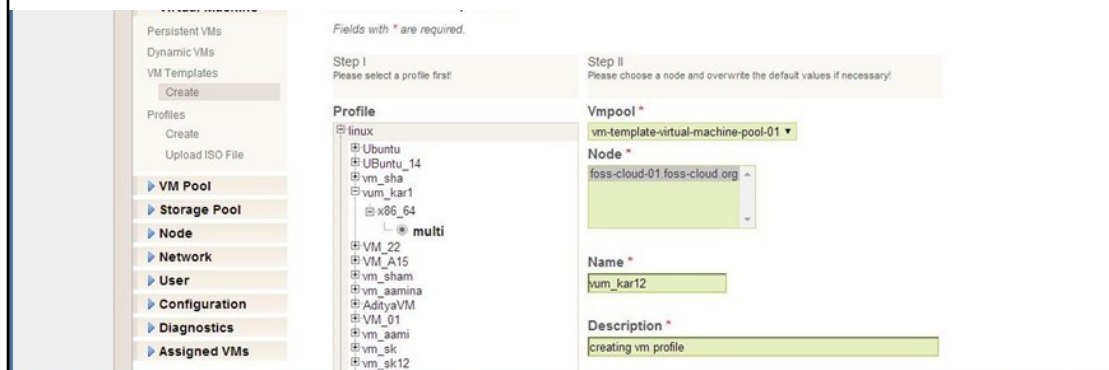 Virtual Machine
Persistent VMs
Dynamic VMs
VM Templates
Create
Profiles
Create
Upload ISO File
VM Pool
Storage Pool
Node
Network
User
Configuration
Diagnostics
Assigned VMs
Fields with * are required.
Step I
Please select a profile first!
Profile
linux
Ubuntu
UBuntu_14
vm_sha
vum_kar1
x86_64
multi
VM_22
VM_A15
vm_sham
vm_aamina
AdityaVM
VM_01
vm_aami
vm_sk
vm_sk12
Step II
Please choose a node and overwrite the default values if necessary!
Vmpool *
vm-template-virtual-machine-pool-01
Node *
foss-cloud-01.foss-cloud.org
Name *
vum_kar12
Description *
creating vm profile